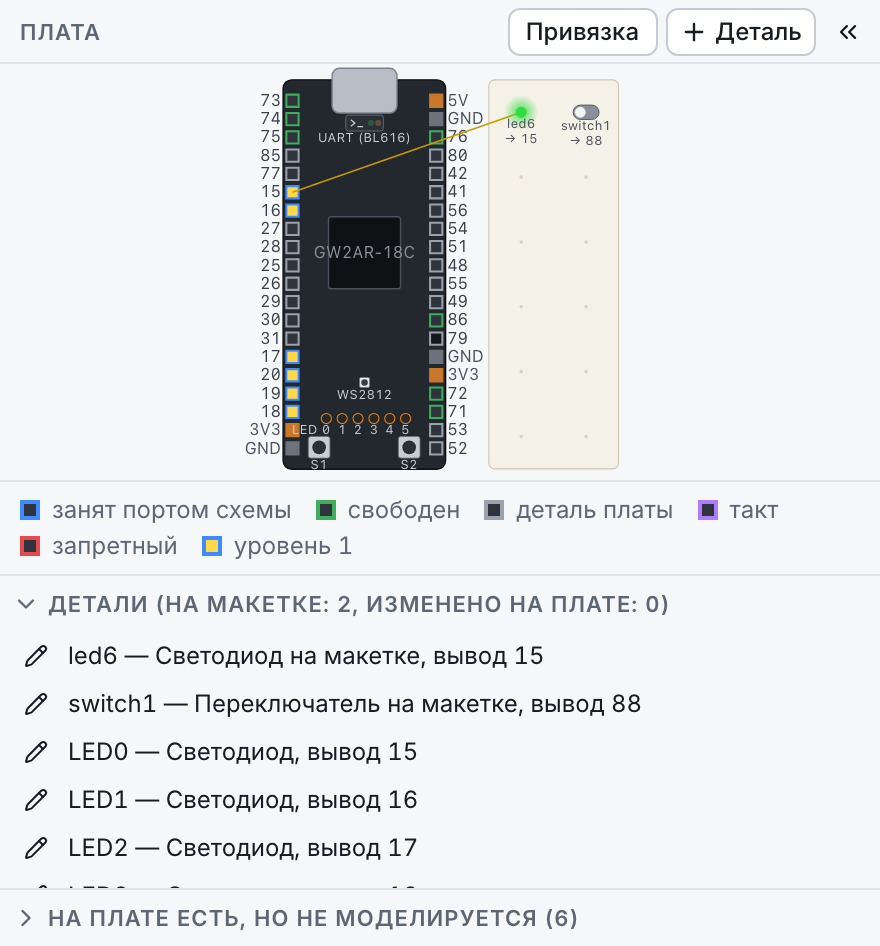 ПЛАТА
Привязка
+ Деталь
73 5V
74 GND
UART (BL616)
75 76
85 80
77 42
15 41
16 56
27 54
28 51
GW2AR-18C
25 48
26 55
29 49
30 86
31 79
17 GND
20 3V3
WS2812
19 72
18 71
3V3 LED 0 1 2 3 4 5 53
GND 52
S1 S2
led6
→ 15
switch1
→ 88
занят портом схемы
свободен
деталь платы
такт
запретный
уровень 1
ДЕТАЛИ (НА МАКЕТКЕ: 2, ИЗМЕНЕНО НА ПЛАТЕ: 0)
led6 — Светодиод на макетке, вывод 15
switch1 — Переключатель на макетке, вывод 88
LED0 — Светодиод, вывод 15
LED1 — Светодиод, вывод 16
LED2 — Светодиод, вывод 17
НА ПЛАТЕ ЕСТЬ, НО НЕ МОДЕЛИРУЕТСЯ (6)